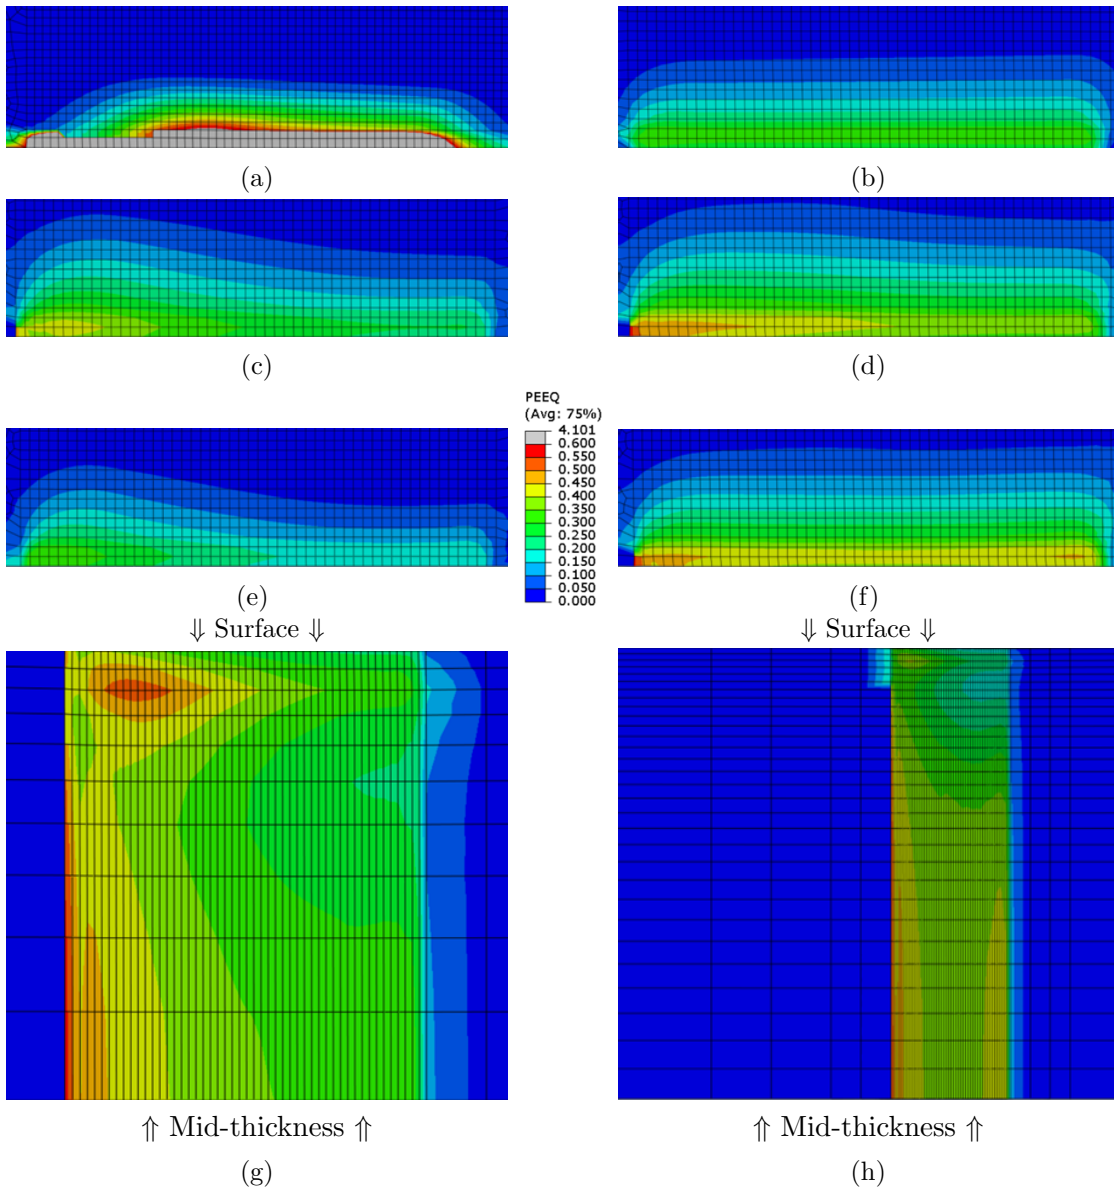 (a)
(b)
(c)
(d)
PEEQ
(Avg: 75%)
4.101
0.600
0.550
0.500
0.450
0.400
0.350
0.300
0.250
0.200
0.150
0.100
0.050
0.000
(e)
(f)
⇓ Surface ⇓
⇓ Surface ⇓
⇑ Mid-thickness ⇑
⇑ Mid-thickness ⇑
(g)
(h)